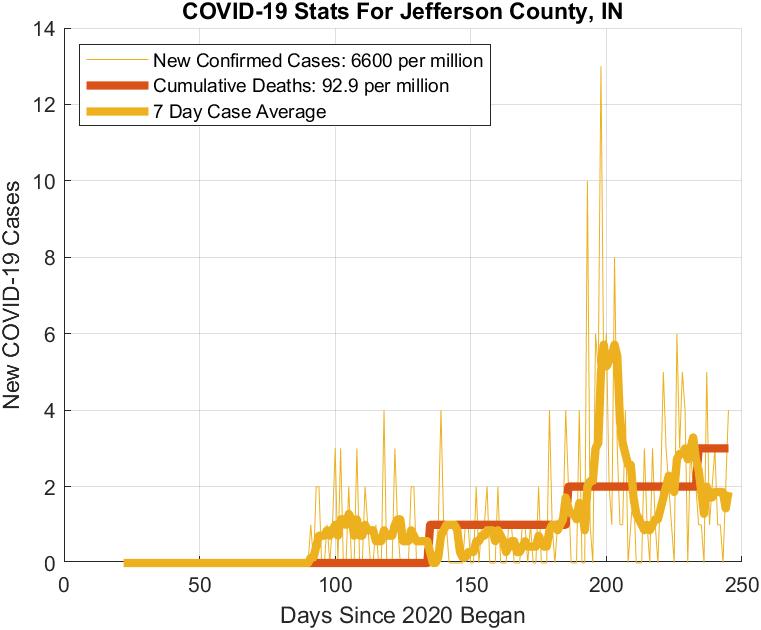 COVID-19 Stats For Jefferson County, IN
New Confirmed Cases: 6600 per million
Cumulative Deaths: 92.9 per million
7 Day Case Average
New COVID-19 Cases
14
12
10
8
6
4
2
0
0 50 100 150 200 250
Days Since 2020 Began